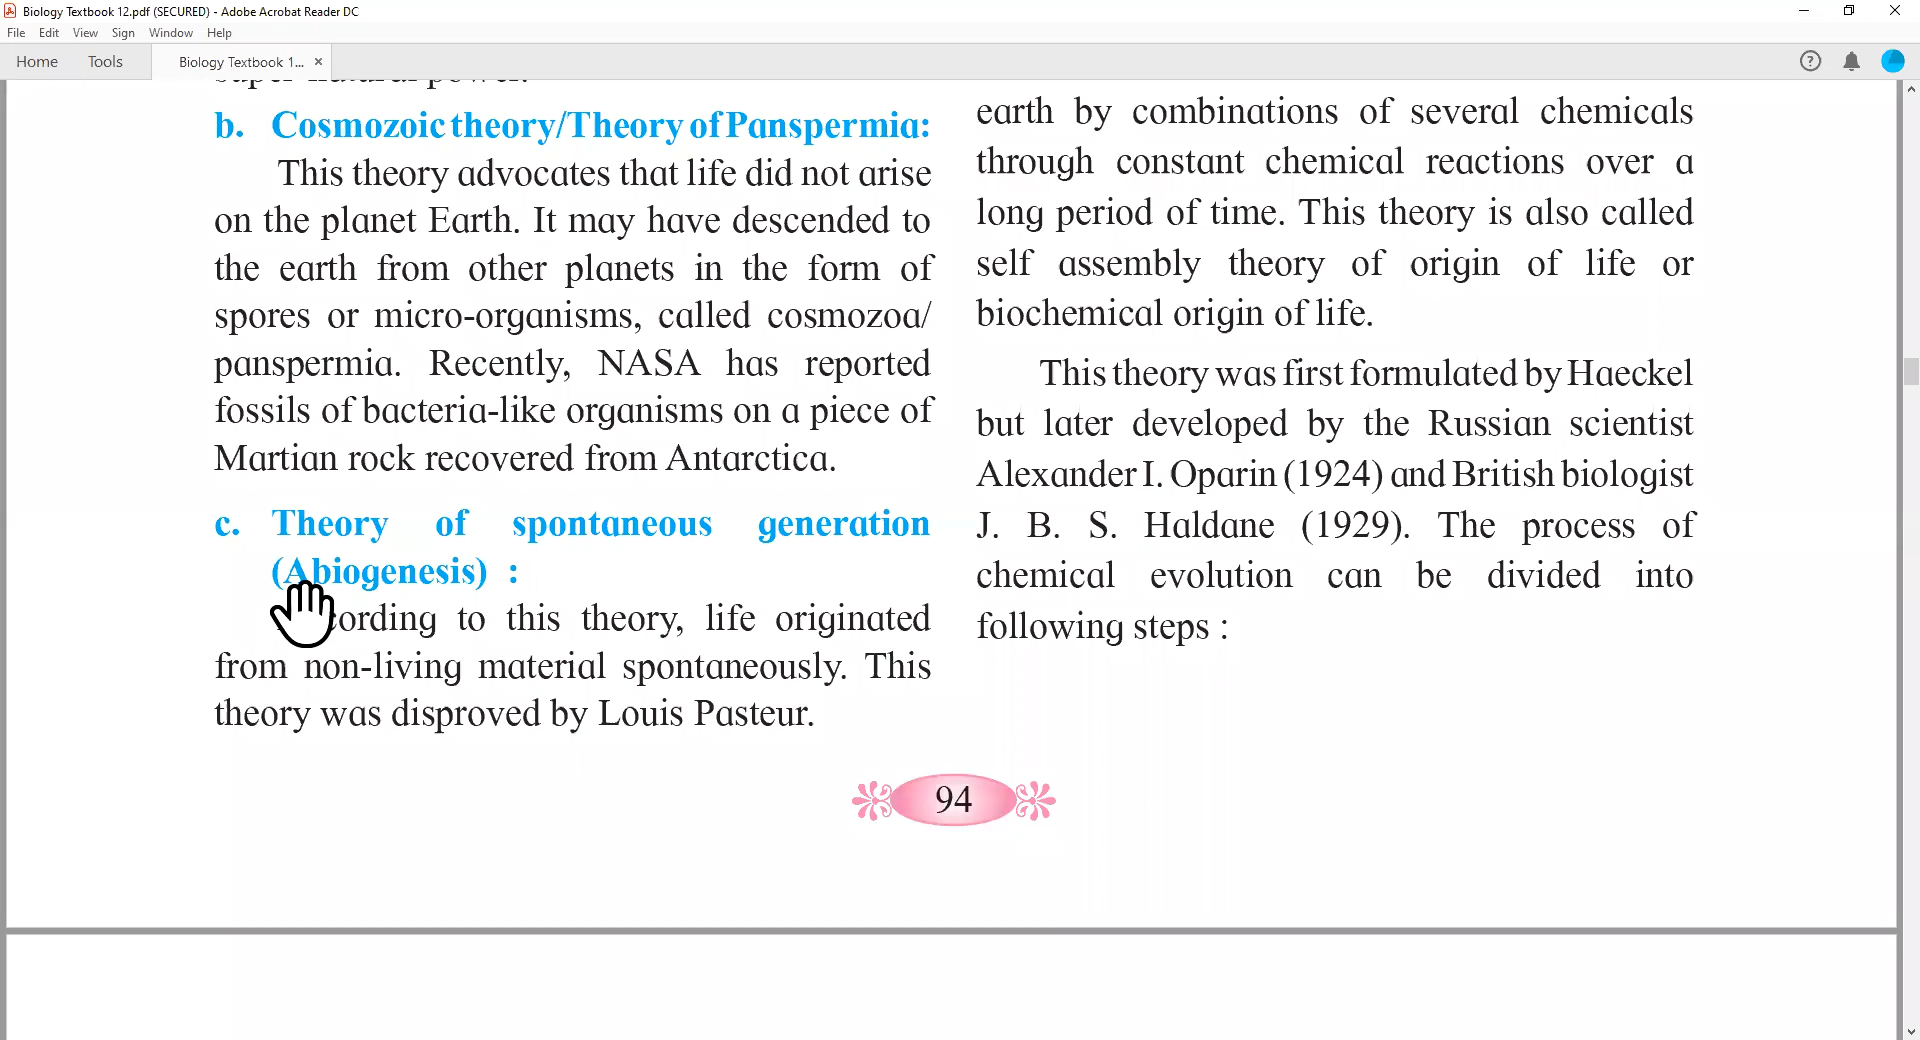 Biology Textbook 12.pdf (SECURED) - Adobe Acrobat Reader DC
File Edit View Sign Window Help
Home Tools Biology Textbook 1... ×
super natural power.
b. Cosmozoic theory/Theory of Panspermia:
This theory advocates that life did not arise
on the planet Earth. It may have descended to
the earth from other planets in the form of
spores or micro-organisms, called cosmozoa/
panspermia. Recently, NASA has reported
fossils of bacteria-like organisms on a piece of
Martian rock recovered from Antarctica.
c. Theory of spontaneous generation
(Abiogenesis) :
cording to this theory, life originated
from non-living material spontaneously. This
theory was disproved by Louis Pasteur.
earth by combinations of several chemicals
through constant chemical reactions over a
long period of time. This theory is also called
self assembly theory of origin of life or
biochemical origin of life.
This theory was first formulated by Haeckel
but later developed by the Russian scientist
Alexander I. Oparin (1924) and British biologist
J. B. S. Haldane (1929). The process of
chemical evolution can be divided into
following steps :
94